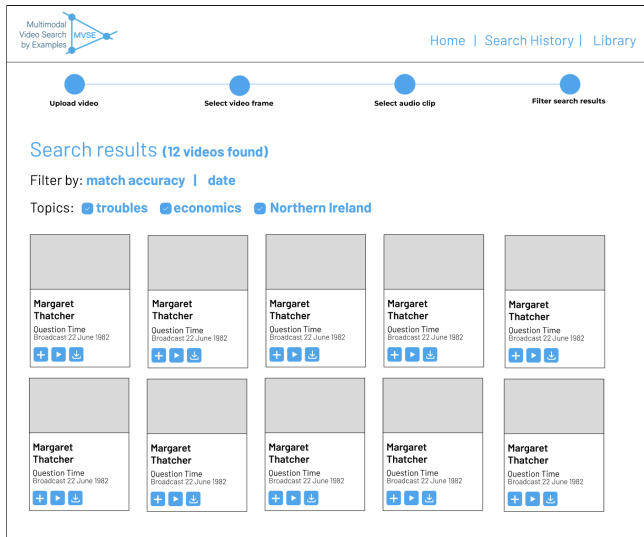 Multimodal
Video Search
by Examples
MVSE
Home | Search History | Library
Upload video
Select video frame
Select audio clip
Filter search results
Search results (12 videos found)
Filter by: match accuracy | date
Topics: troubles economics Northern Ireland
Margaret
Thatcher
Question Time
Broadcast 22 June 1982
Margaret
Thatcher
Question Time
Broadcast 22 June 1982
Margaret
Thatcher
Question Time
Broadcast 22 June 1982
Margaret
Thatcher
Question Time
Broadcast 22 June 1982
Margaret
Thatcher
Question Time
Broadcast 22 June 1982
Margaret
Thatcher
Question Time
Broadcast 22 June 1982
Margaret
Thatcher
Question Time
Broadcast 22 June 1982
Margaret
Thatcher
Question Time
Broadcast 22 June 1982
Margaret
Thatcher
Question Time
Broadcast 22 June 1982
Margaret
Thatcher
Question Time
Broadcast 22 June 1982